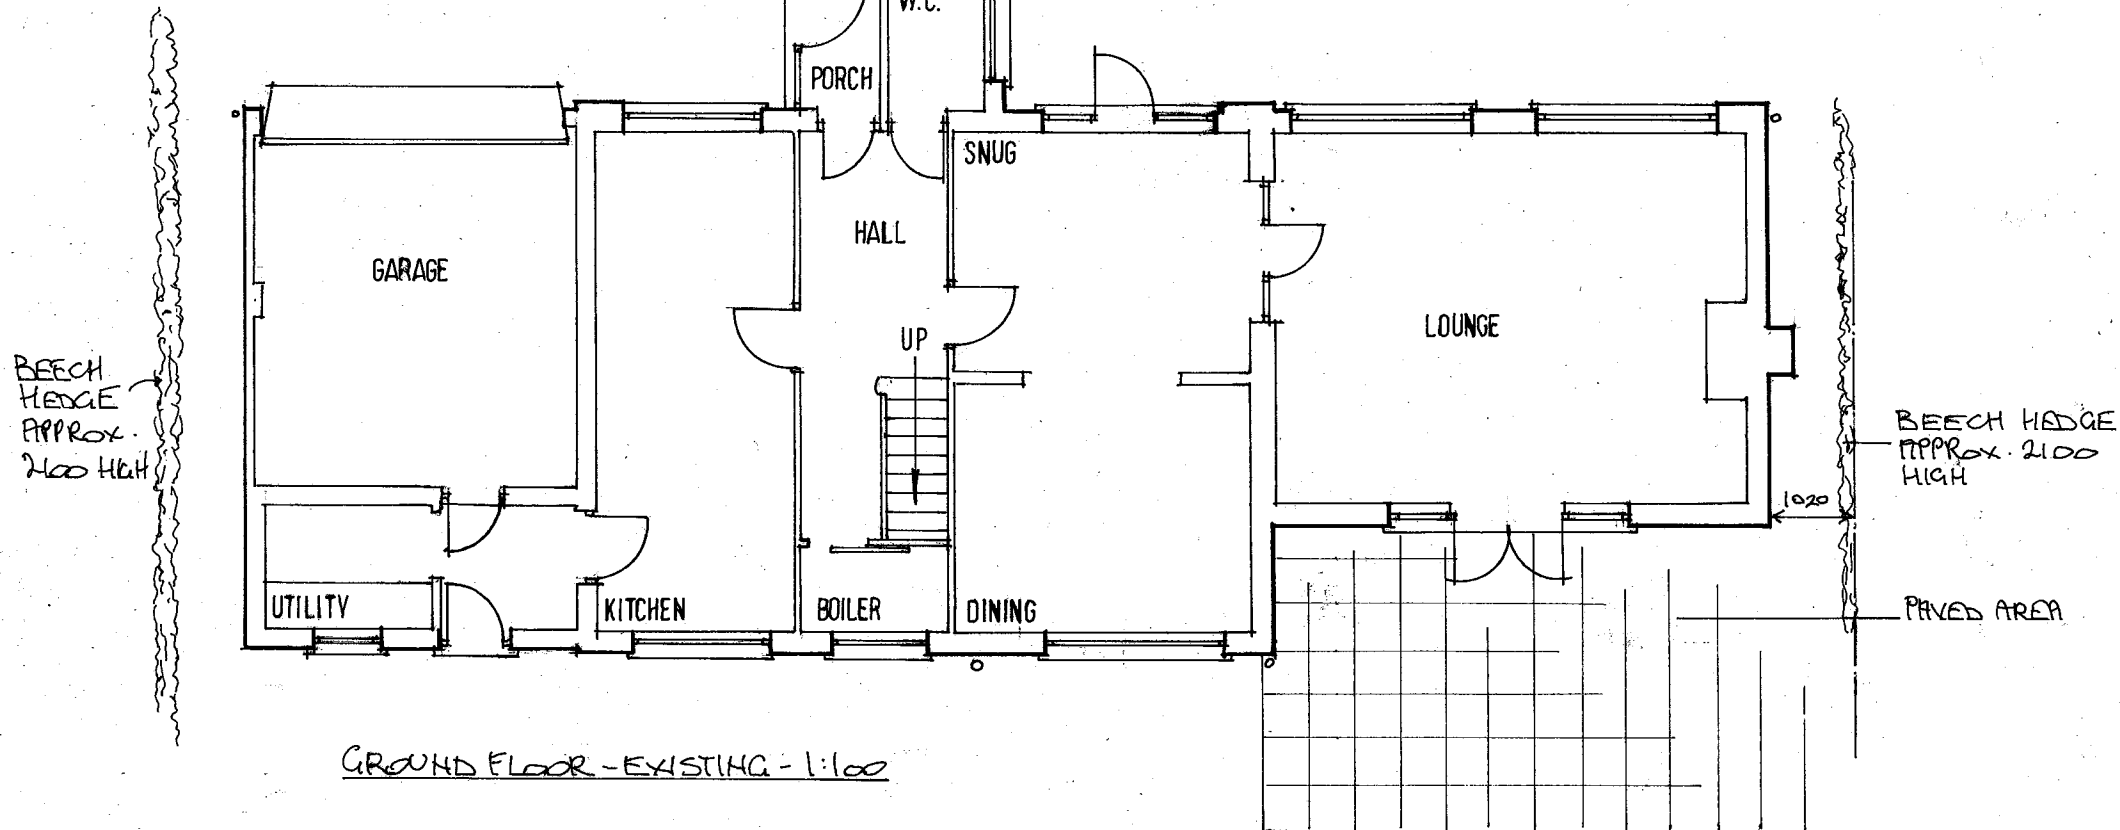 W.C.
PORCH
SNUG
HALL
GARAGE
UP
LOUNGE
BEECH
HEDGE
APPROX.
2100 HIGH
BEECH HEDGE
APPROX. 2100
HIGH
1020
UTILITY
KITCHEN
BOILER
DINING
PAVED AREA
GROUND FLOOR - EXISTING - 1:100